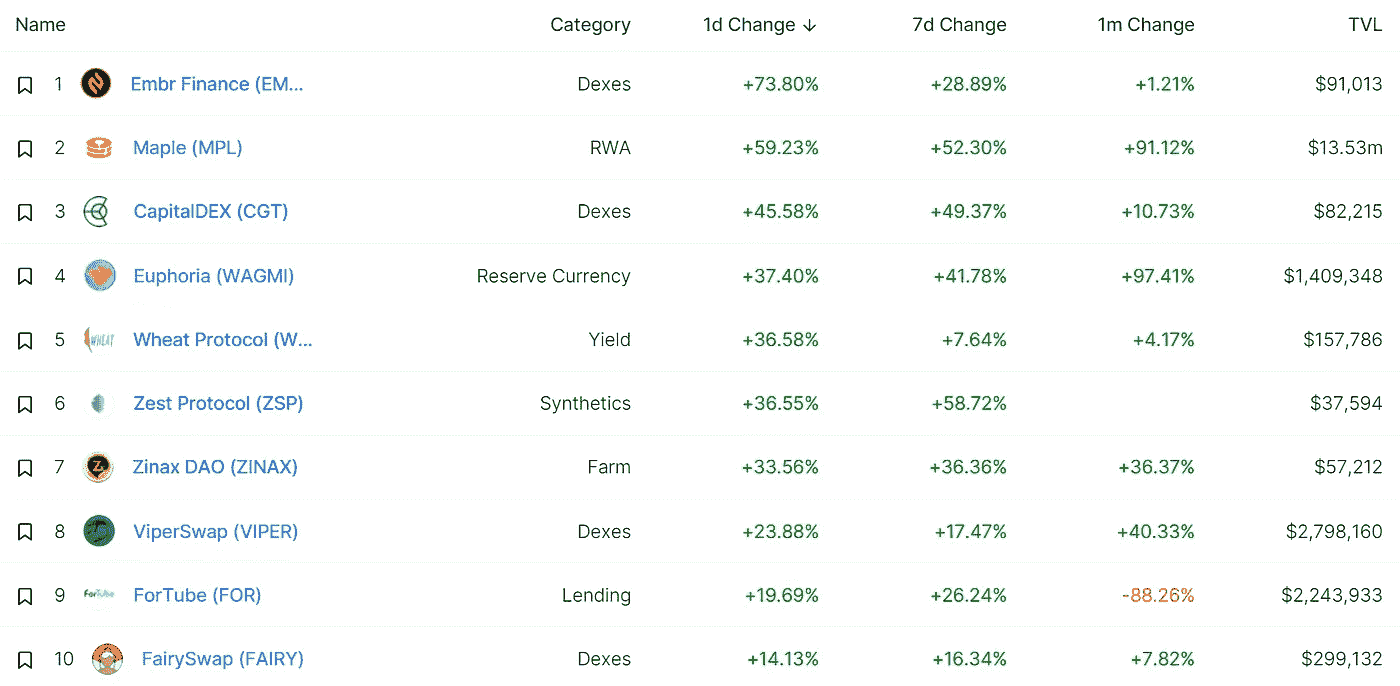 Name Category 1d Change ↓ 7d Change 1m Change TVL
1 Embr Finance (EM... Dexes +73.80% +28.89% +1.21% $91,013
2 Maple (MPL) RWA +59.23% +52.30% +91.12% $13.53m
3 CapitalDEX (CGT) Dexes +45.58% +49.37% +10.73% $82,215
4 Euphoria (WAGMI) Reserve Currency +37.40% +41.78% +97.41% $1,409,348
5 WHEAT Wheat Protocol (W... Yield +36.58% +7.64% +4.17% $157,786
6 Zest Protocol (ZSP) Synthetics +36.55% +58.72% $37,594
7 Z Zinax DAO (ZINAX) Farm +33.56% +36.36% +36.37% $57,212
8 ViperSwap (VIPER) Dexes +23.88% +17.47% +40.33% $2,798,160
9 ForTube ForTube (FOR) Lending +19.69% +26.24% -88.26% $2,243,933
10 FairySwap (FAIRY) Dexes +14.13% +16.34% +7.82% $299,132